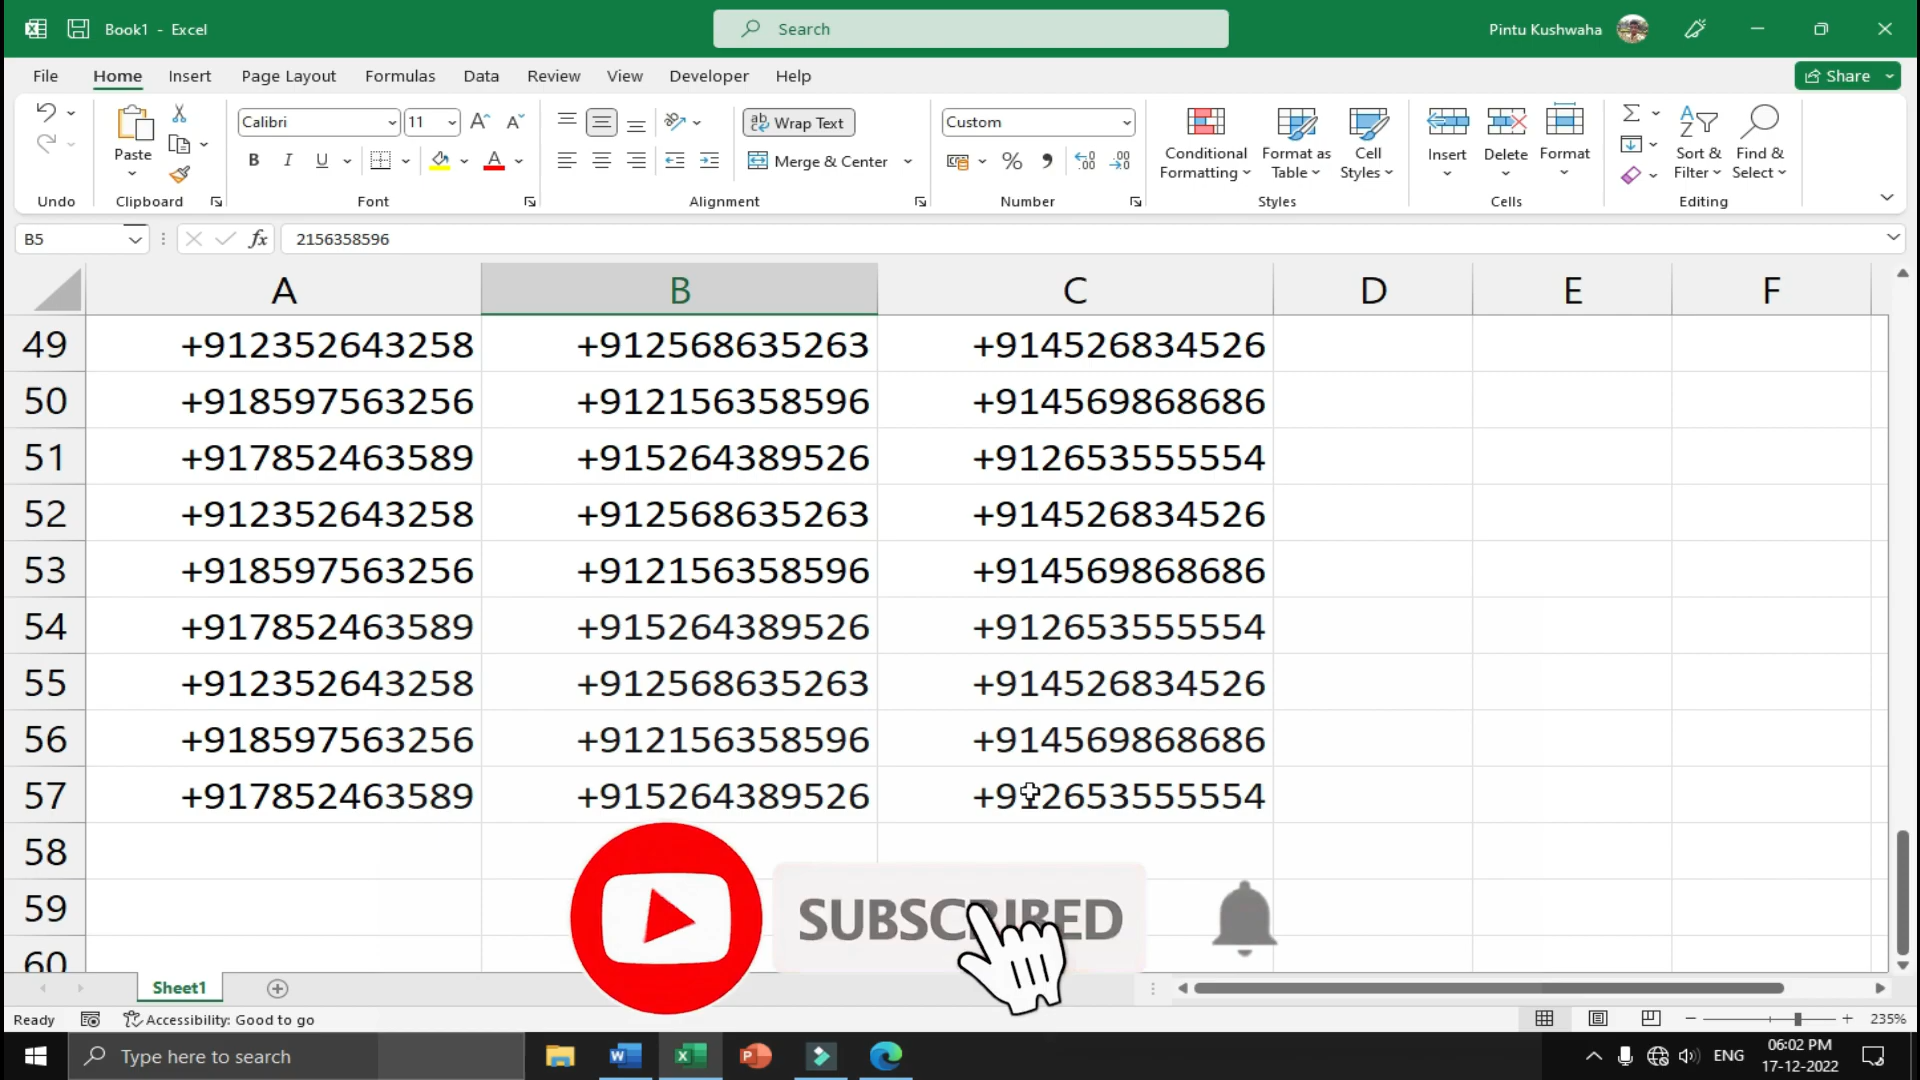 Book1 - Excel
Search
Pintu Kushwaha
File Home Insert Page Layout Formulas Data Review View Developer Help
Share
Paste
Calibri 11
B I U
Wrap Text
Merge & Center
Custom
Conditional Formatting
Format as Table
Cell Styles
Insert
Delete
Format
Sort & Filter
Find & Select
Undo Clipboard Font Alignment Number Styles Cells Editing
B5 fx 2156358596
A B C D E F
49 +912352643258 +912568635263 +914526834526
50 +918597563256 +912156358596 +914569868686
51 +917852463589 +915264389526 +912653555554
52 +912352643258 +912568635263 +914526834526
53 +918597563256 +912156358596 +914569868686
54 +917852463589 +915264389526 +912653555554
55 +912352643258 +912568635263 +914526834526
56 +918597563256 +912156358596 +914569868686
57 +917852463589 +915264389526 +912653555554
58
59
60
SUBSCRIBED
Sheet1
Ready Accessibility: Good to go 235%
Type here to search
ENG
06:02 PM
17-12-2022